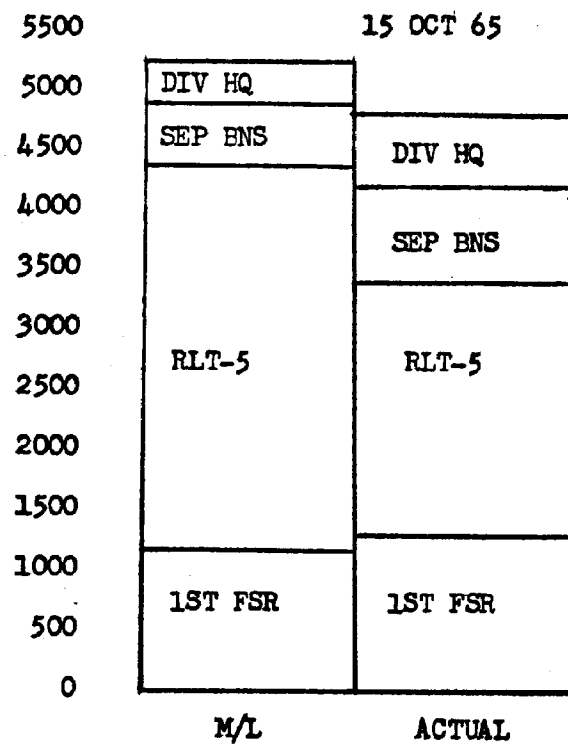 5500 15 OCT 65
5000 DIV HQ
4500 SEP BNS DIV HQ
4000
3500 SEP BNS
3000
2500 RLT-5 RLT-5
2000
1500
1000
500 1ST FSR 1ST FSR
0
M/L ACTUAL